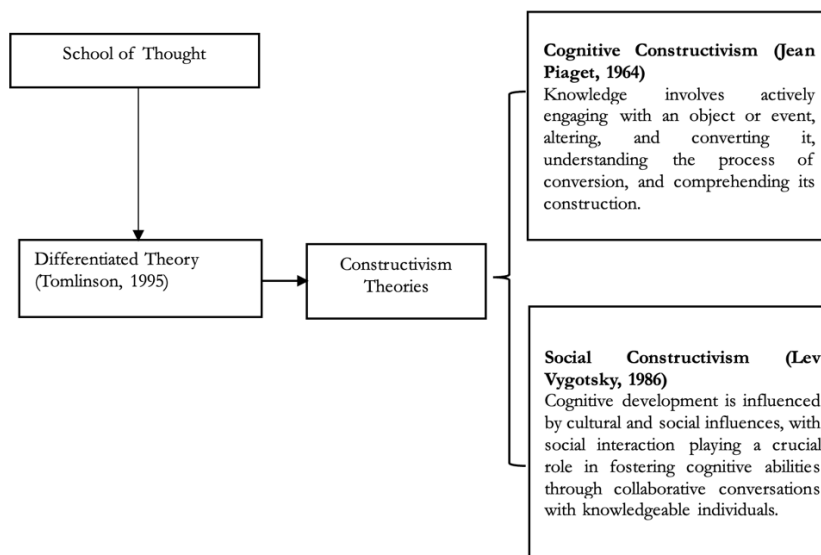 School of Thought
Differentiated Theory
(Tomlinson, 1995)
Constructivism
Theories
Cognitive Constructivism (Jean
Piaget, 1964)
Knowledge involves actively
engaging with an object or event,
altering, and converting it,
understanding the process of
conversion, and comprehending its
construction.
Social Constructivism (Lev
Vygotsky, 1986)
Cognitive development is influenced
by cultural and social influences, with
social interaction playing a crucial
role in fostering cognitive abilities
through collaborative conversations
with knowledgeable individuals.